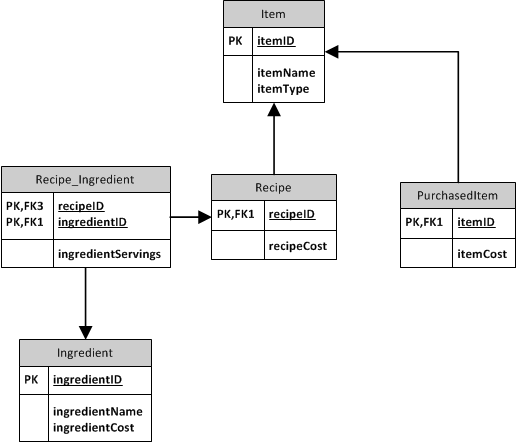 Item
PK itemID
itemName
itemType
Recipe_Ingredient
PK,FK3 recipeID
PK,FK1 ingredientID
ingredientServings
Recipe
PK,FK1 recipeID
recipeCost
PurchasedItem
PK,FK1 itemID
itemCost
Ingredient
PK ingredientID
ingredientName
ingredientCost